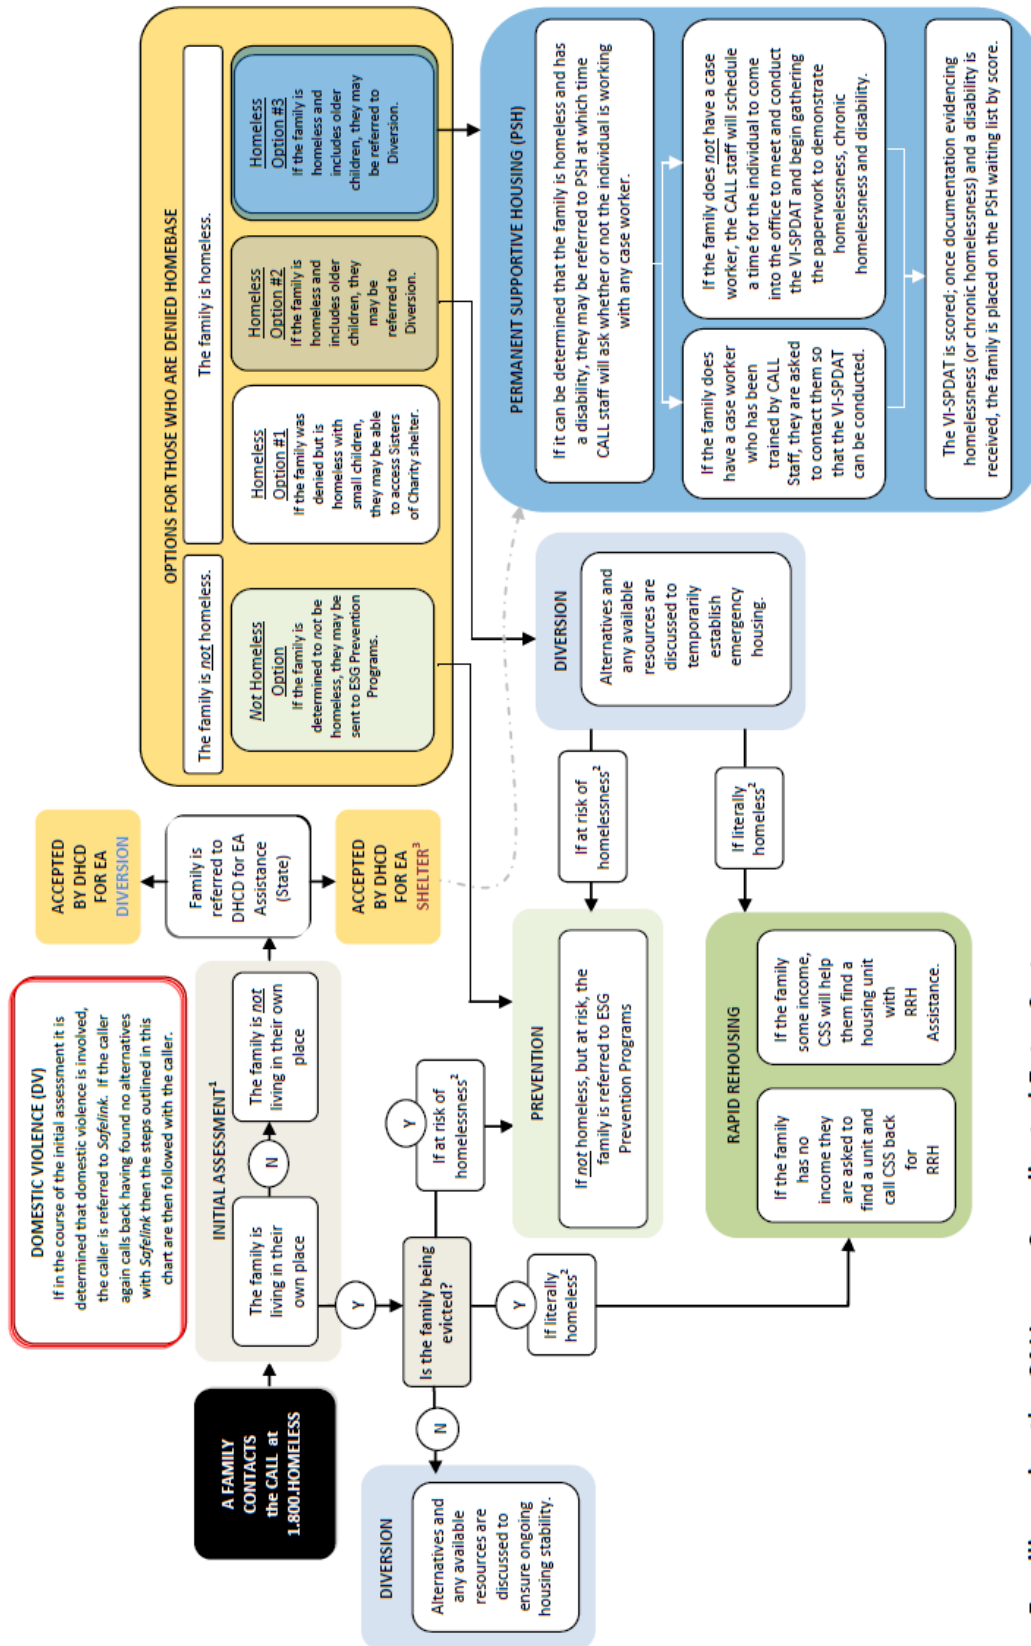 DOMESTIC VIOLENCE (DV)
If in the course of the initial assessment it is
determined that domestic violence is involved,
the caller is referred to Safelink. If the caller
again calls back having found no alternatives
with Safelink then the steps outlined in this
chart are then followed with the caller.
A FAMILY
CONTACTS
the CALL at
1.800.HOMELESS
INITIAL ASSESSMENT¹
The family is
living in their
own place
N
The family is not
living in their own
place
Family is
referred to
DHCD for EA
Assistance
(State)
ACCEPTED
BY DHCD
FOR EA
DIVERSION
ACCEPTED
BY DHCD
FOR EA
SHELTER³
Y
Is the family being
evicted?
N
DIVERSION
Alternatives and
any available
resources are
discussed to
ensure ongoing
housing stability.
Y
If at risk of
homelessness²
Y
If literally
homeless²
PREVENTION
If not homeless, but at risk, the
family is referred to ESG
Prevention Programs
RAPID REHOUSING
If the family
has no
income they
are asked to
find a unit and
call CSS back
for
RRH
If the family
some income,
CSS will help
them find a
housing unit
with
RRH
Assistance.
If at risk of
homelessness²
If literally
homeless²
DIVERSION
Alternatives and
any available
resources are
discussed to
temporarily
establish
emergency
housing.
OPTIONS FOR THOSE WHO ARE DENIED HOMEBASE
The family is not homeless.
The family is homeless.
Not Homeless
Option
If the family is
determined to not be
homeless, they may be
sent to ESG Prevention
Programs.
Homeless
Option #1
If the family was
denied but is
homeless with
small children,
they may be able
to access Sisters
of Charity shelter.
Homeless
Option #2
If the family is
homeless and
includes older
children, they
may be
referred to
Diversion.
Homeless
Option #3
If the family is
homeless and
includes older
children, they may
be referred to
Diversion.
PERMANENT SUPPORTIVE HOUSING (PSH)
If it can be determined that the family is homeless and has
a disability, they may be referred to PSH at which time
CALL staff will ask whether or not the individual is working
with any case worker.
If the family does
have a case worker
who has been
trained by CALL
Staff, they are asked
to contact them so
that the VI-SPDAT
can be conducted.
If the family does not have a case
worker, the CALL staff will schedule
a time for the individual to come
into the office to meet and conduct
the VI-SPDAT and begin gathering
the paperwork to demonstrate
homelessness, chronic
homelessness and disability.
The VI-SPDAT is scored; once documentation evidencing
homelessness (or chronic homelessness) and a disability is
received, the family is placed on the PSH waiting list by score.